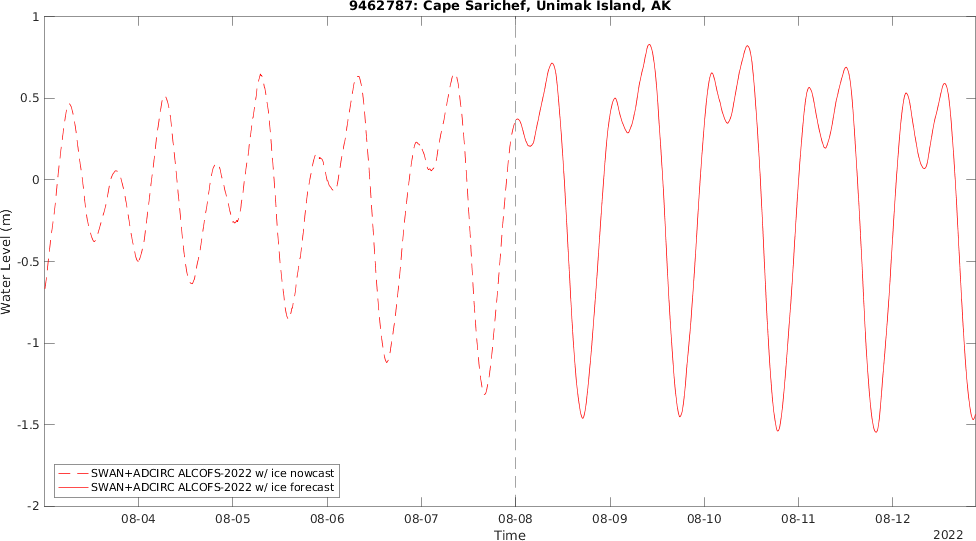 9462787: Cape Sarichef, Unimak Island, AK
1
0.5
0
-0.5
-1
-1.5
-2
Water Level (m)
SWAN+ADCIRC ALCOFS-2022 w/ ice nowcast
SWAN+ADCIRC ALCOFS-2022 w/ ice forecast
08-04 08-05 08-06 08-07 08-08 08-09 08-10 08-11 08-12
Time
2022